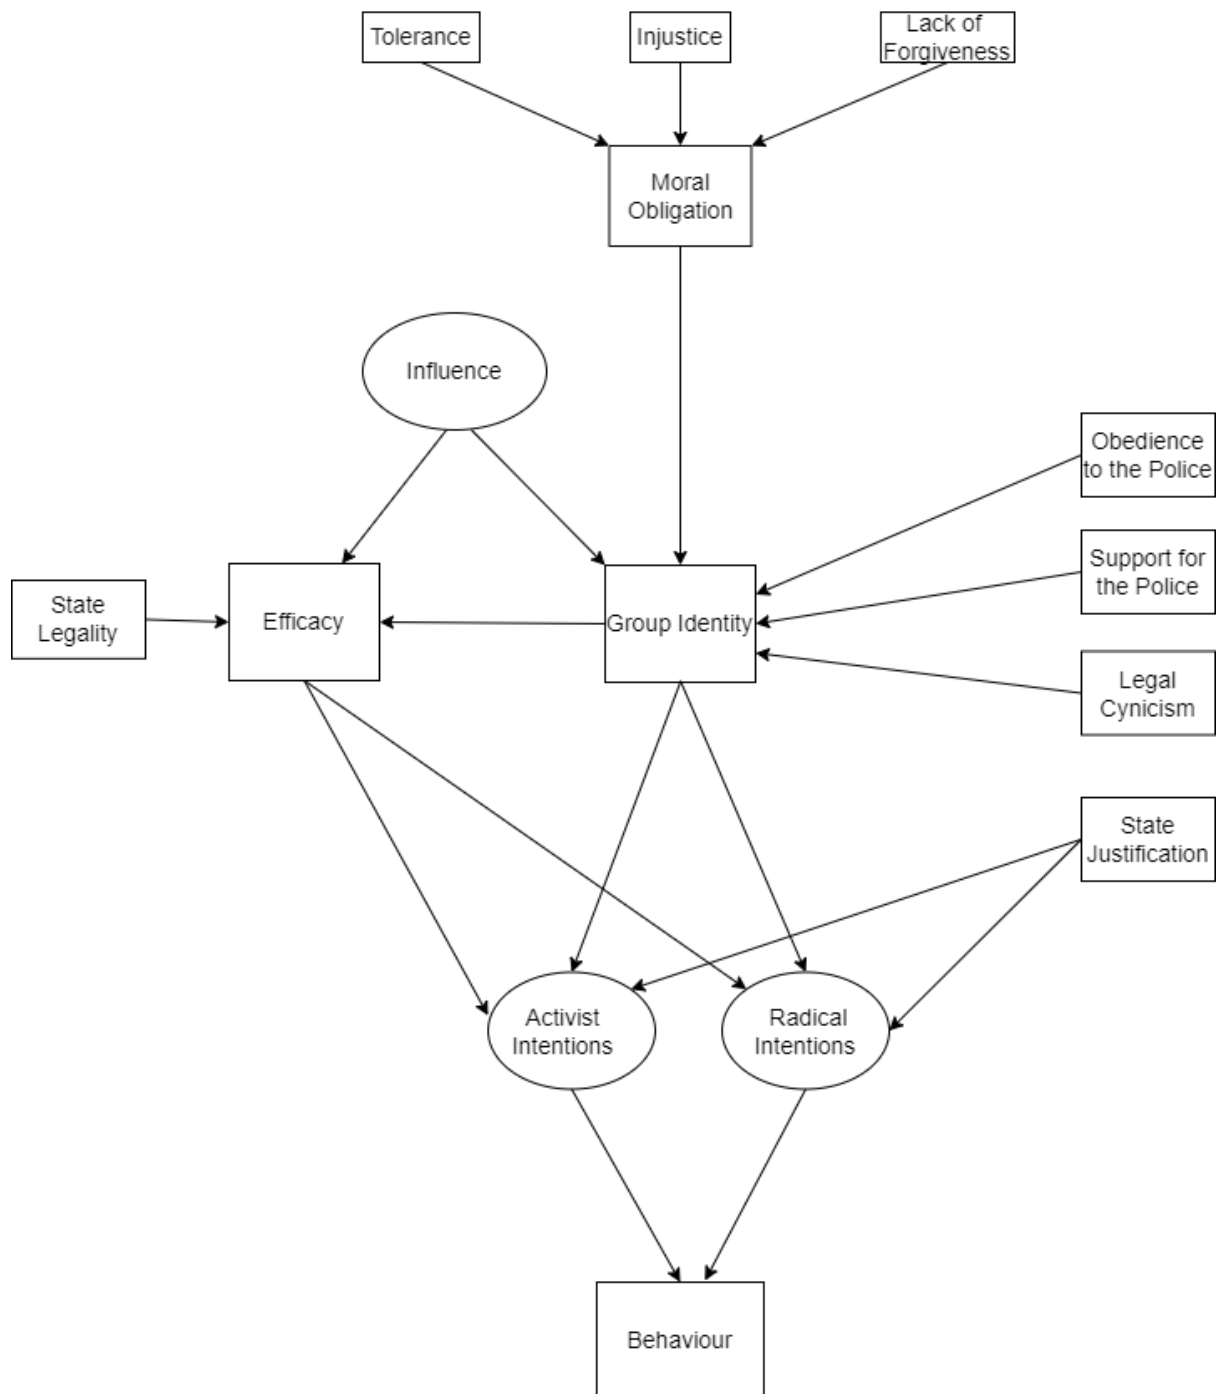 Tolerance
Injustice
Lack of
Forgiveness
Moral
Obligation
Influence
Obedience
to the Police
Support for
the Police
State
Legality
Efficacy
Group Identity
Legal
Cynicism
State
Justification
Activist
Intentions
Radical
Intentions
Behaviour